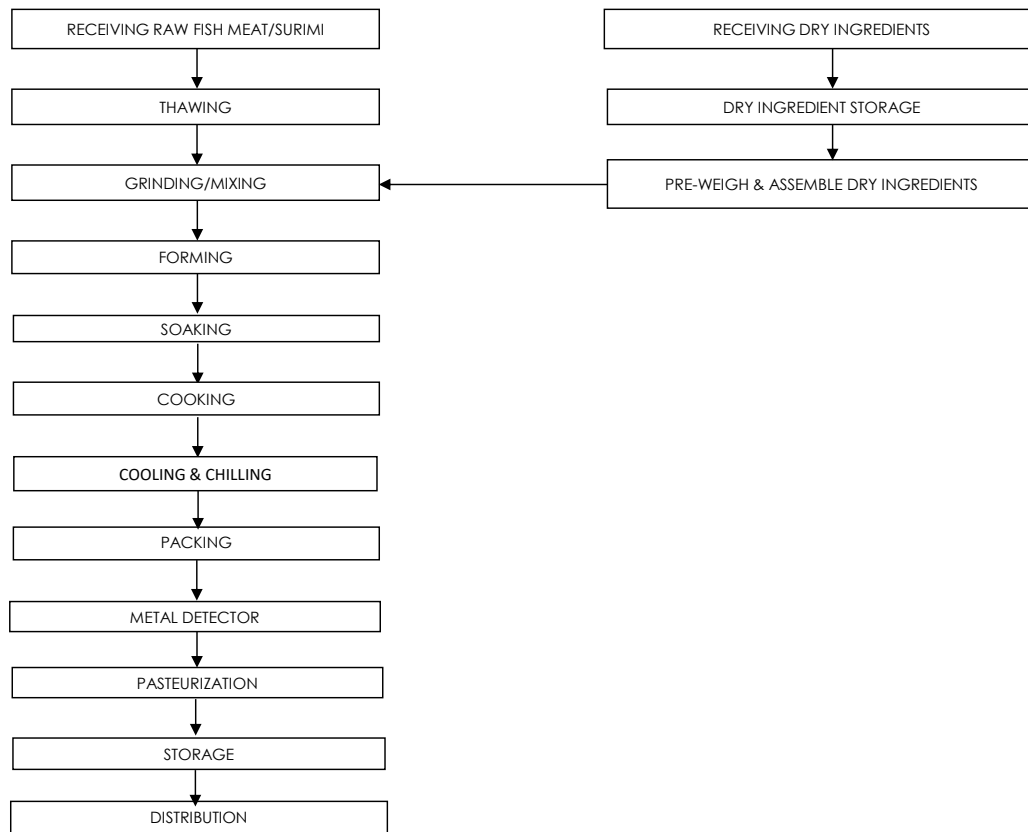 RECEIVING RAW FISH MEAT/SURIMI
RECEIVING DRY INGREDIENTS
THAWING
DRY INGREDIENT STORAGE
GRINDING/MIXING
PRE-WEIGH & ASSEMBLE DRY INGREDIENTS
FORMING
SOAKING
COOKING
COOLING & CHILLING
PACKING
METAL DETECTOR
PASTEURIZATION
STORAGE
DISTRIBUTION